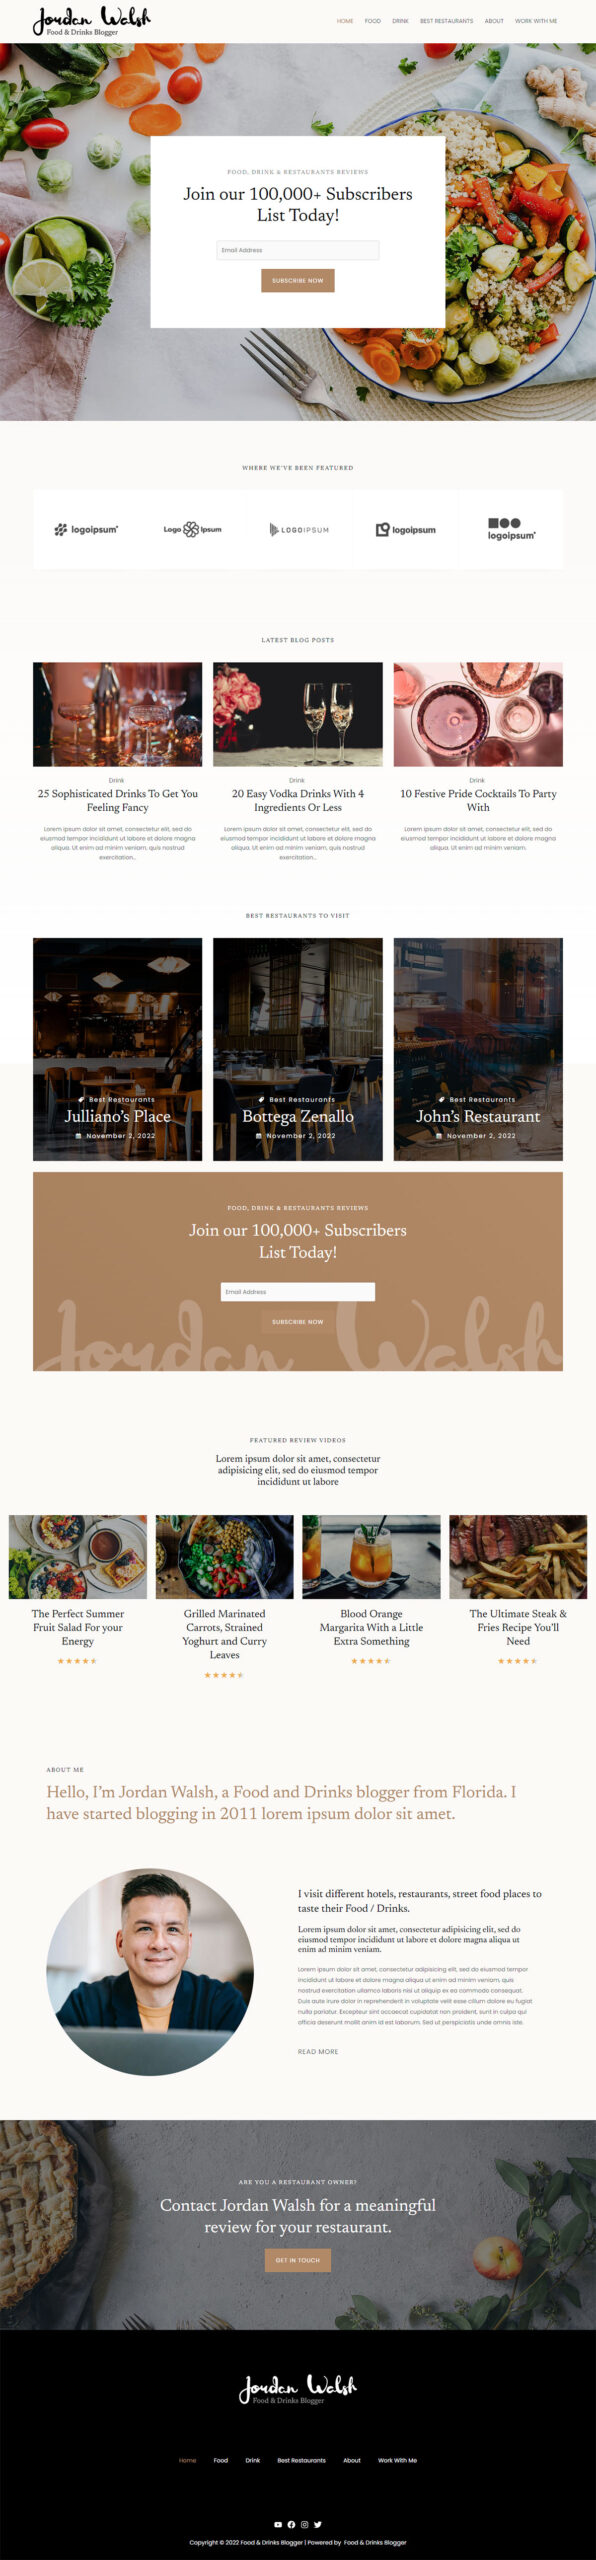 Jordan Walsh
Food & Drinks Blogger
HOME FOOD DRINK BEST RESTAURANTS ABOUT WORK WITH ME
FOOD, DRINK & RESTAURANTS REVIEWS
Join our 100,000+ Subscribers
List Today!
Email Address
SUBSCRIBE NOW
WHERE WE'VE BEEN FEATURED
logoipsum
Logo Ipsum
LOGOIPSUM
logoipsum
logoipsum
LATEST BLOG POSTS
Drink
25 Sophisticated Drinks To Get You
Feeling Fancy
Lorem ipsum dolor sit amet, consectetur elit, sed do
eiusmod tempor incididunt ut labore et dolore magna
aliqua. Ut enim ad minim veniam, quis nostrud
exercitation...
Drink
20 Easy Vodka Drinks With 4
Ingredients Or Less
Lorem ipsum dolor sit amet, consectetur elit, sed do
eiusmod tempor incididunt ut labore et dolore magna
aliqua. Ut enim ad minim veniam, quis nostrud
exercitation...
Drink
10 Festive Pride Cocktails To Party
With
Lorem ipsum dolor sit amet, consectetur elit, sed do
eiusmod tempor incididunt ut labore et dolore magna
aliqua. Ut enim ad minim veniam.
BEST RESTAURANTS TO VISIT
Best Restaurants
Julliano's Place
November 2, 2022
Best Restaurants
Bottega Zenallo
November 2, 2022
Best Restaurants
John's Restaurant
November 2, 2022
FOOD, DRINK & RESTAURANTS REVIEWS
Join our 100,000+ Subscribers
List Today!
Email Address
SUBSCRIBE NOW
Jordan Walsh
FEATURED REVIEW VIDEOS
Lorem ipsum dolor sit amet, consectetur
adipisicing elit, sed do eiusmod tempor
incididunt ut labore
The Perfect Summer
Fruit Salad For your
Energy
Grilled Marinated
Carrots, Strained
Yoghurt and Curry
Leaves
Blood Orange
Margarita With a Little
Extra Something
The Ultimate Steak &
Fries Recipe You'll
Need
ABOUT ME
Hello, I'm Jordan Walsh, a Food and Drinks blogger from Florida. I
have started blogging in 2011 lorem ipsum dolor sit amet.
I visit different hotels, restaurants, street food places to
taste their Food / Drinks.
Lorem ipsum dolor sit amet, consectetur adipisicing elit, sed do
eiusmod tempor incididunt ut labore et dolore magna aliqua ut
enim ad minim veniam.
Lorem ipsum dolor sit amet, consectetur adipisicing elit, sed do eiusmod tempor
incididunt ut labore et dolore magna aliqua ut enim ad minim veniam, quis
nostrud exercitation ullamco laboris nisi ut aliquip ex ea commodo consequat.
Duis aute irure dolor in reprehenderit in voluptate velit esse cillum dolore eu fugiat
nulla pariatur. Excepteur sint occaecat cupidatat non proident, sunt in culpa qui
officia deserunt mollit anim id est laborum. Sed ut perspiciatis unde omnis iste.
READ MORE
ARE YOU A RESTAURANT OWNER?
Contact Jordan Walsh for a meaningful
review for your restaurant.
GET IN TOUCH
Jordan Walsh
Food & Drinks Blogger
Home Food Drink Best Restaurants About Work With Me
Copyright © 2022 Food & Drinks Blogger | Powered by Food & Drinks Blogger